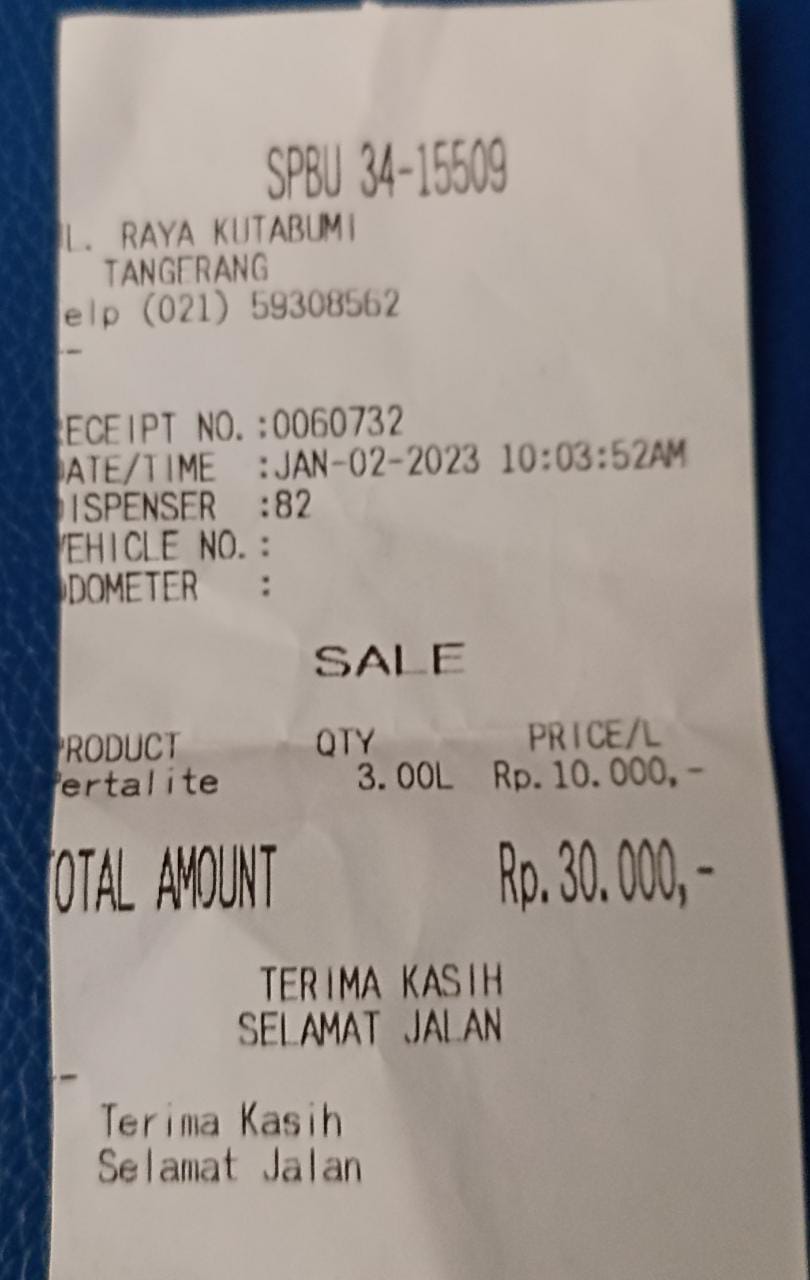 SPBU 34-15509
L. RAYA KUTABUMI
TANGERANG
elp (021) 59308562
--
ECEIPT NO. :0060732
ATE/TIME :JAN-02-2023 10:03:52AM
ISPENSER :82
EHICLE NO. :
DOMETER :
SALE
RODUCT QTY PRICE/L
ertalite 3.00L Rp.10.000,-
OTAL AMOUNT Rp.30.000,-
TERIMA KASIH
SELAMAT JALAN
--
Terima Kasih
Selamat Jalan